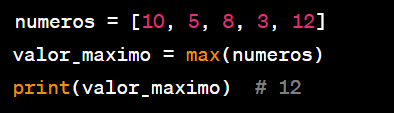 numeros = [10, 5, 8, 3, 12]
valor_maximo = max(numeros)
print(valor_maximo)  # 12